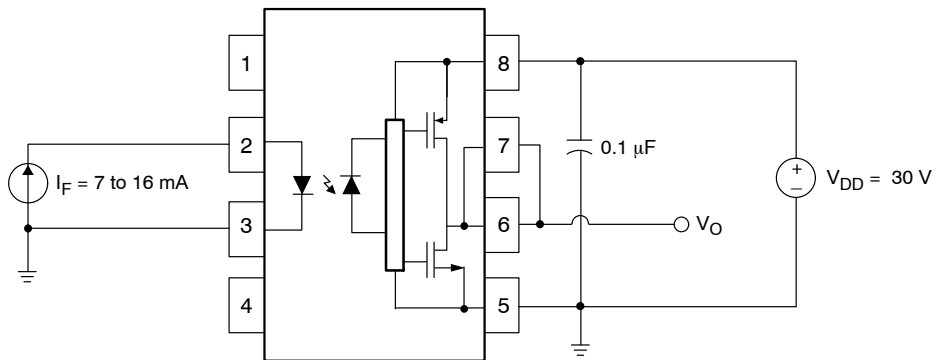 1
8
2
7
I_F = 7 to 16 mA
0.1 μF
+
–
V_DD = 30 V
3
6
V_O
4
5